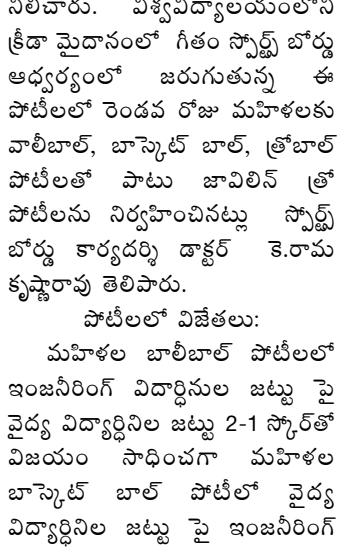 నిలిచారు. విశ్వవిద్యాలయంలోని
క్రీడా మైదానంలో గీతం స్పోర్ట్స్ బోర్డు
ఆధ్వర్యంలో జరుగుతున్న ఈ
పోటీలలో రెండవ రోజు మహిళలకు
వాలీబాల్, బాస్కెట్ బాల్, త్రోబాల్
పోటీలతో పాటు జావిలిన్ త్రో
పోటీలను నిర్వహించినట్లు స్పోర్ట్స్
బోర్డు కార్యదర్శి డాక్టర్ కె.రామ
కృష్ణారావు తెలిపారు.
పోటీలలో విజేతలు:
మహిళల బాలీబాల్ పోటీలలో
ఇంజనీరింగ్ విదార్ధినుల జట్టు పై
వైద్య విద్యార్ధినిల జట్టు 2-1 స్కోర్‌తో
విజయం సాధించగా మహిళల
బాస్కెట్ బాల్ పోటీలో వైద్య
విద్యార్ధినిల జట్టు పై ఇంజనీరింగ్